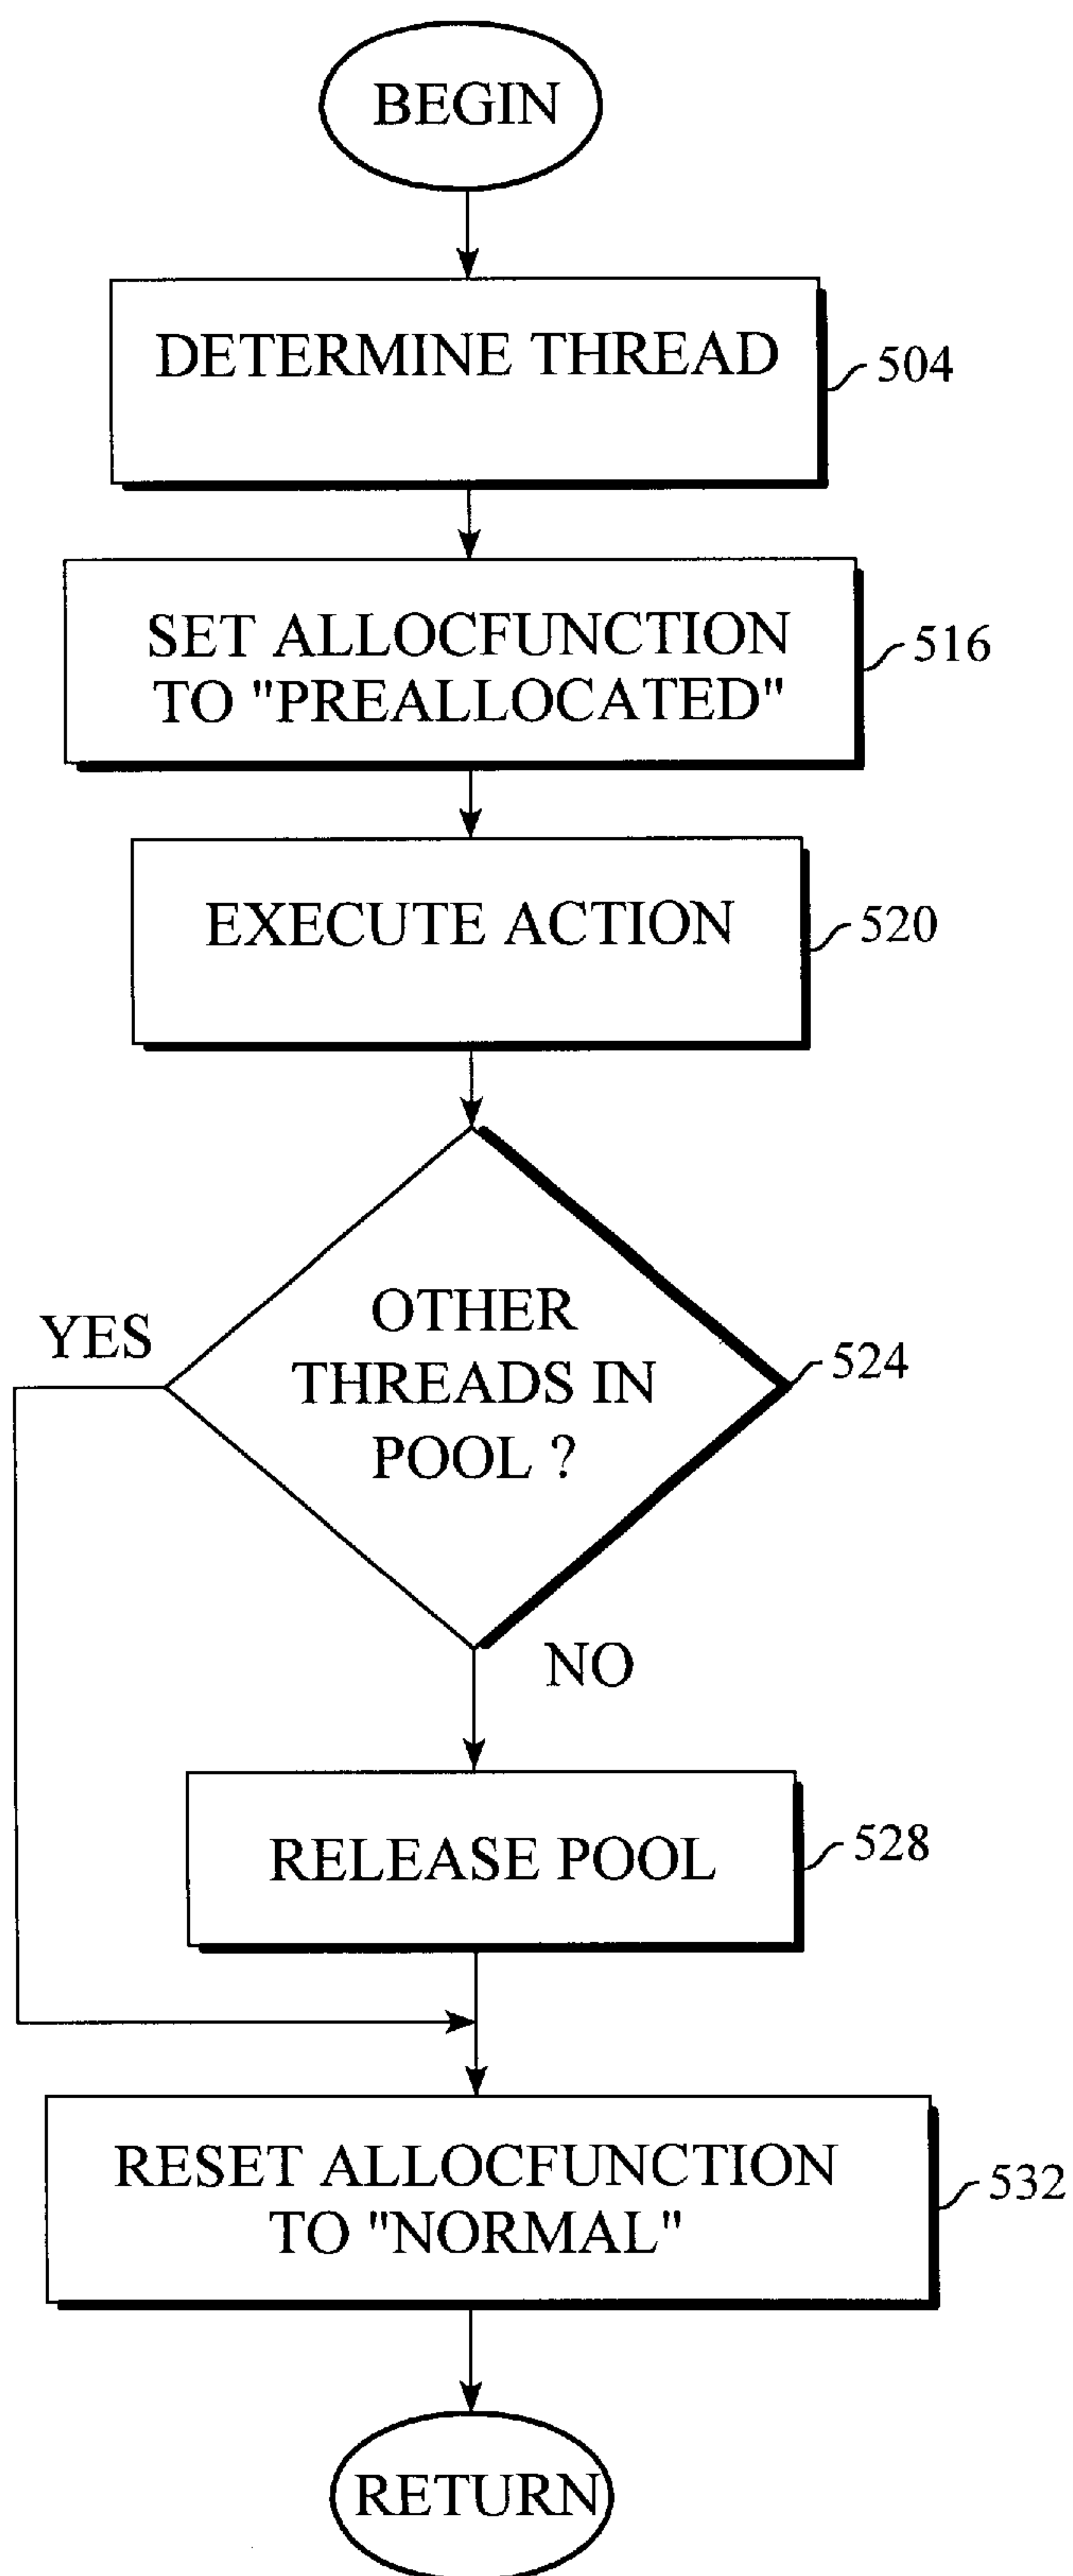 BEGIN
DETERMINE THREAD
504
SET ALLOCFUNCTION
TO "PREALLOCATED"
516
EXECUTE ACTION
520
OTHER
THREADS IN
POOL ?
524
YES
NO
RELEASE POOL
528
RESET ALLOCFUNCTION
TO "NORMAL"
532
RETURN